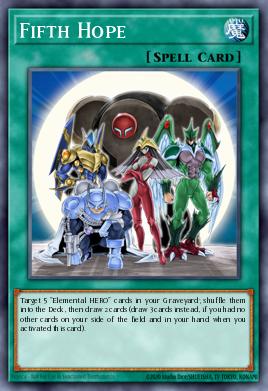 FIFTH HOPE
魔
[SPELL CARD]
Target 5 "Elemental HERO" cards in your Graveyard; shuffle them
into the Deck, then draw 2 cards (draw 3 cards instead, if you had no
other cards on your side of the field and in your hand when you
activated this card).